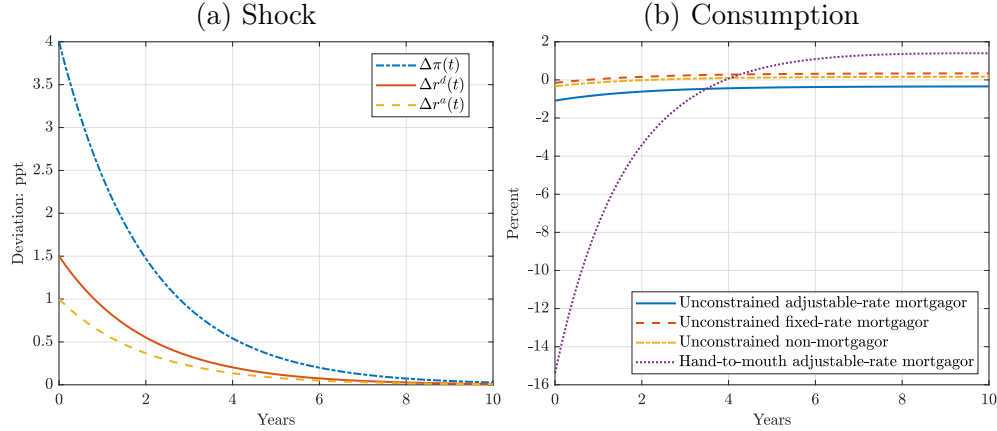 (a) Shock
4
3.5
3
2.5
2
1.5
1
0.5
0
Deviation: ppt
Δπ(t)
Δr^d(t)
Δr^a(t)
0 2 4 6 8 10
Years
(b) Consumption
2
0
-2
-4
-6
-8
-10
-12
-14
-16
Percent
Unconstrained adjustable-rate mortgagor
Unconstrained fixed-rate mortgagor
Unconstrained non-mortgagor
Hand-to-mouth adjustable-rate mortgagor
0 2 4 6 8 10
Years